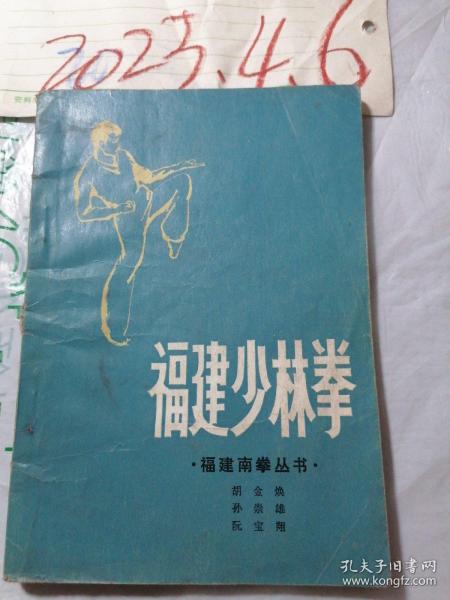 2023.4.6
福建少林拳
·福建南拳丛书·
胡金焕
孙崇雄
阮宝翔
孔夫子旧书网
www.kongfz.com